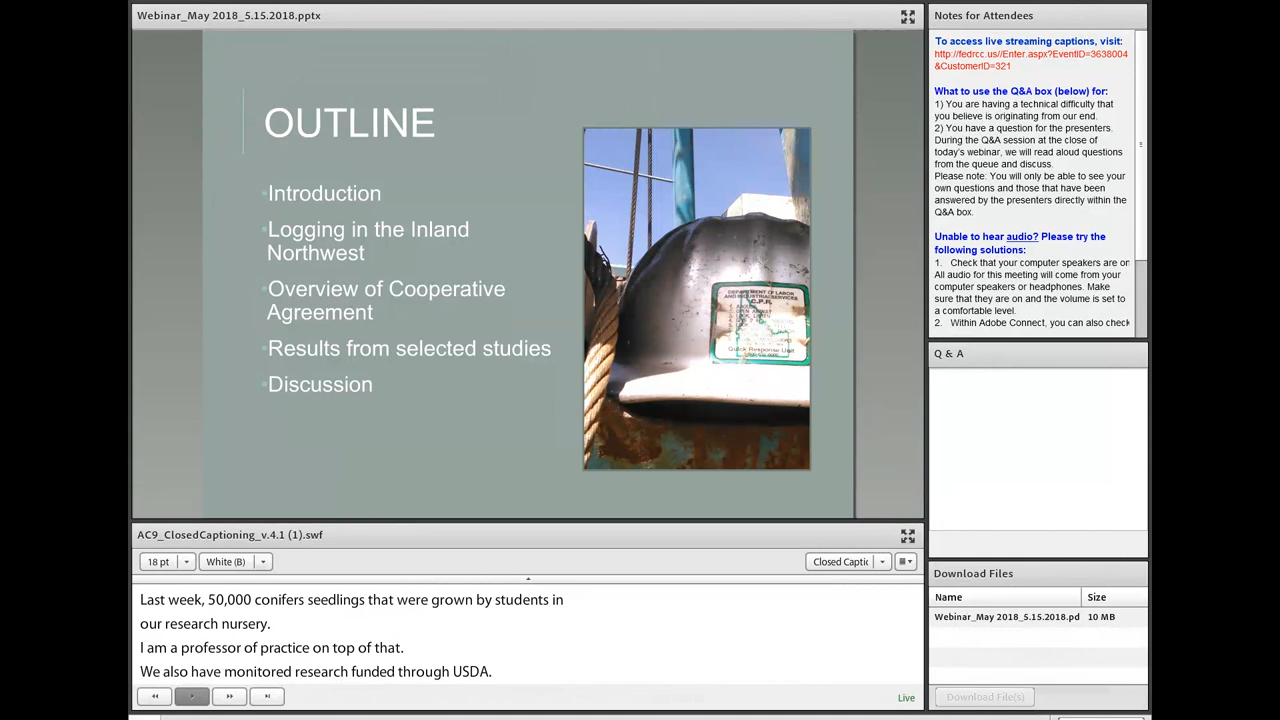 Webinar_May 2018_5.15.2018.pptx
OUTLINE
Introduction
Logging in the Inland
Northwest
Overview of Cooperative
Agreement
Results from selected studies
Discussion
DEPARTMENT OF LABOR
AND INDUSTRIAL SERVICES
C.P.R.
Quick Response Unit
AC9_ClosedCaptioning_v.4.1 (1).swf
18 pt
White (B)
Closed Captic
Last week, 50,000 conifers seedlings that were grown by students in
our research nursery.
I am a professor of practice on top of that.
We also have monitored research funded through USDA.
Live
Notes for Attendees
To access live streaming captions, visit:
http://fedrcc.us//Enter.aspx?EventID=3638004
&CustomerID=321
What to use the Q&A box (below) for:
1) You are having a technical difficulty that
you believe is originating from our end.
2) You have a question for the presenters.
During the Q&A session at the close of
today's webinar, we will read aloud questions
from the queue and discuss.
Please note: You will only be able to see your
own questions and those that have been
answered by the presenters directly within the
Q&A box.
Unable to hear audio? Please try the
following solutions:
1. Check that your computer speakers are on
All audio for this meeting will come from your
computer speakers or headphones. Make
sure that they are on and the volume is set to
a comfortable level.
2. Within Adobe Connect, you can also check
Q & A
Download Files
Name Size
Webinar_May 2018_5.15.2018.pd 10 MB
Download File(s)